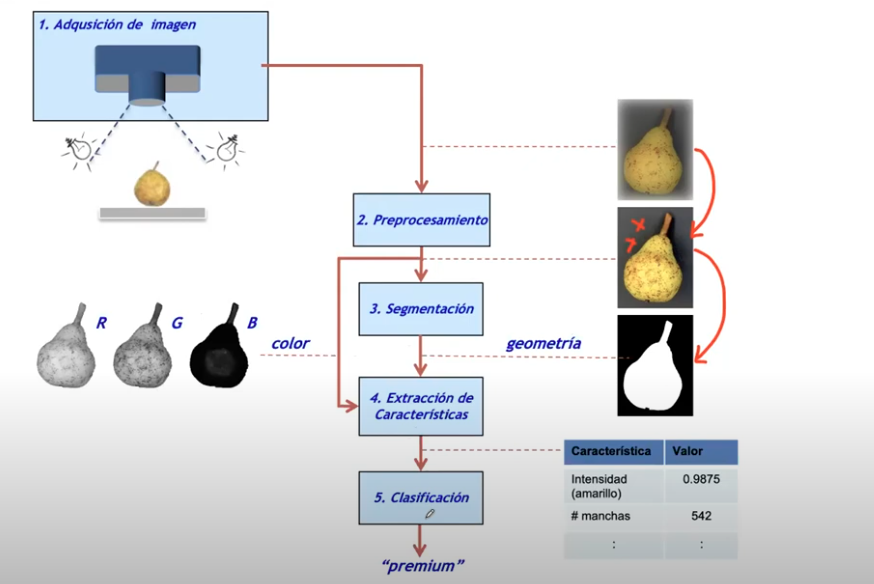 1. Adqusición de imagen
2. Preprocesamiento
3. Segmentación
R
G
B
color
geometría
4. Extracción de
Características
Característica Valor
Intensidad
(amarillo) 0.9875
# manchas 542
: :
5. Clasificación
“premium”